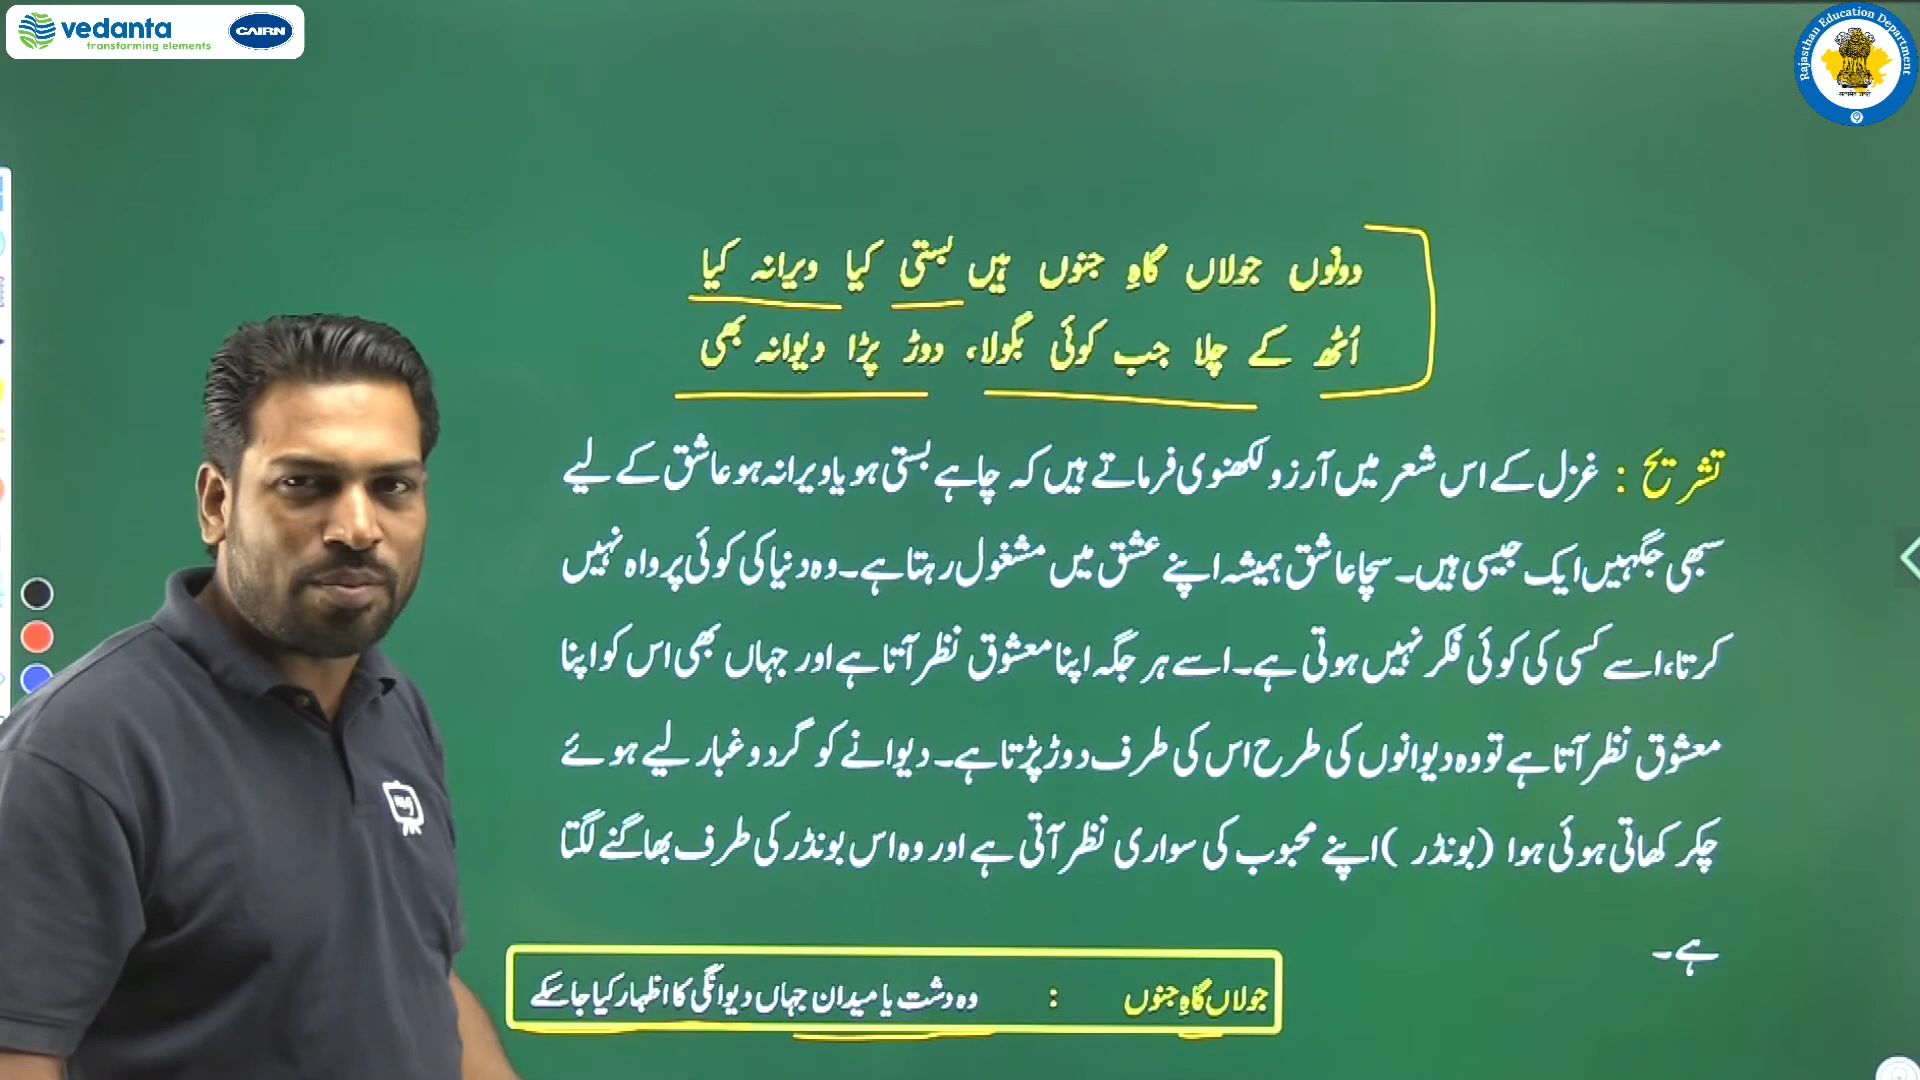 vedanta
transforming elements
CAIRN
Rajasthan Education Department
دونوں جولاں گاہِ جنوں ہیں بستی کیا ویرانہ کیا
اُٹھ کے چلا جب کوئی بگولا، دوڑ پڑا دیوانہ بھی
تشریح : غزل کے اس شعر میں آرزو لکھنوی فرماتے ہیں کہ چاہے بستی ہو یا ویرانہ ہو عاشق کے لیے
سبھی جگہیں ایک جیسی ہیں۔ سچا عاشق ہمیشہ اپنے عشق میں مشغول رہتا ہے۔ وہ دنیا کی کوئی پرواہ نہیں
کرتا، اسے کسی کی کوئی فکر نہیں ہوتی ہے۔ اسے ہر جگہ اپنا معشوق نظر آتا ہے اور جہاں بھی اس کو اپنا
معشوق نظر آتا ہے تو وہ دیوانوں کی طرح اس کی طرف دوڑ پڑتا ہے۔ دیوانے کو گرد و غبار لیے ہوئے
چکر کھاتی ہوئی ہوا (بونڈر) اپنے محبوب کی سواری نظر آتی ہے اور وہ اس بونڈر کی طرف بھاگنے لگتا
ہے۔
جولاں گاہِ جنوں : وہ دشت یا میدان جہاں دیوانگی کا اظہار کیا جا سکے